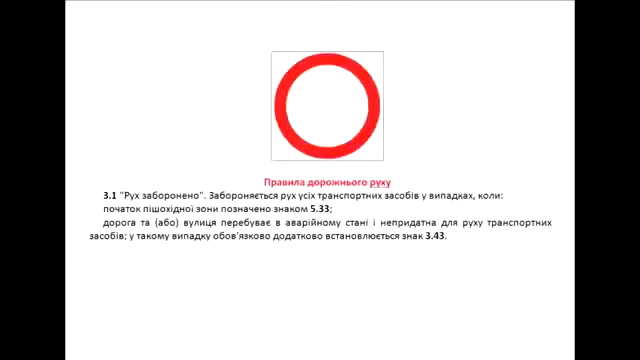 Правила дорожнього руху
3.1 "Рух заборонено". Забороняється рух усіх транспортних засобів у випадках, коли:
початок пішохідної зони позначено знаком 5.33;
дорога та (або) вулиця перебуває в аварійному стані і непридатна для руху транспортних
засобів; у такому випадку обов'язково додатково встановлюється знак 3.43.